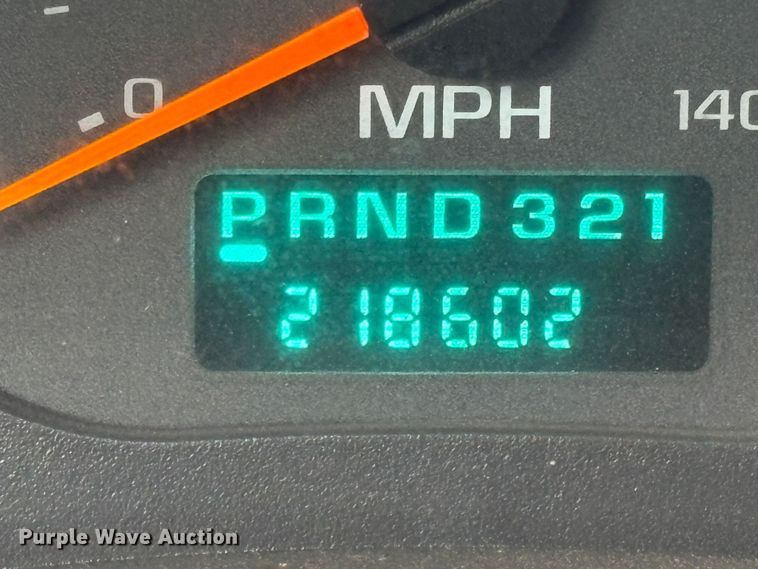 0
MPH
140
PRND321
218602
Purple Wave Auction